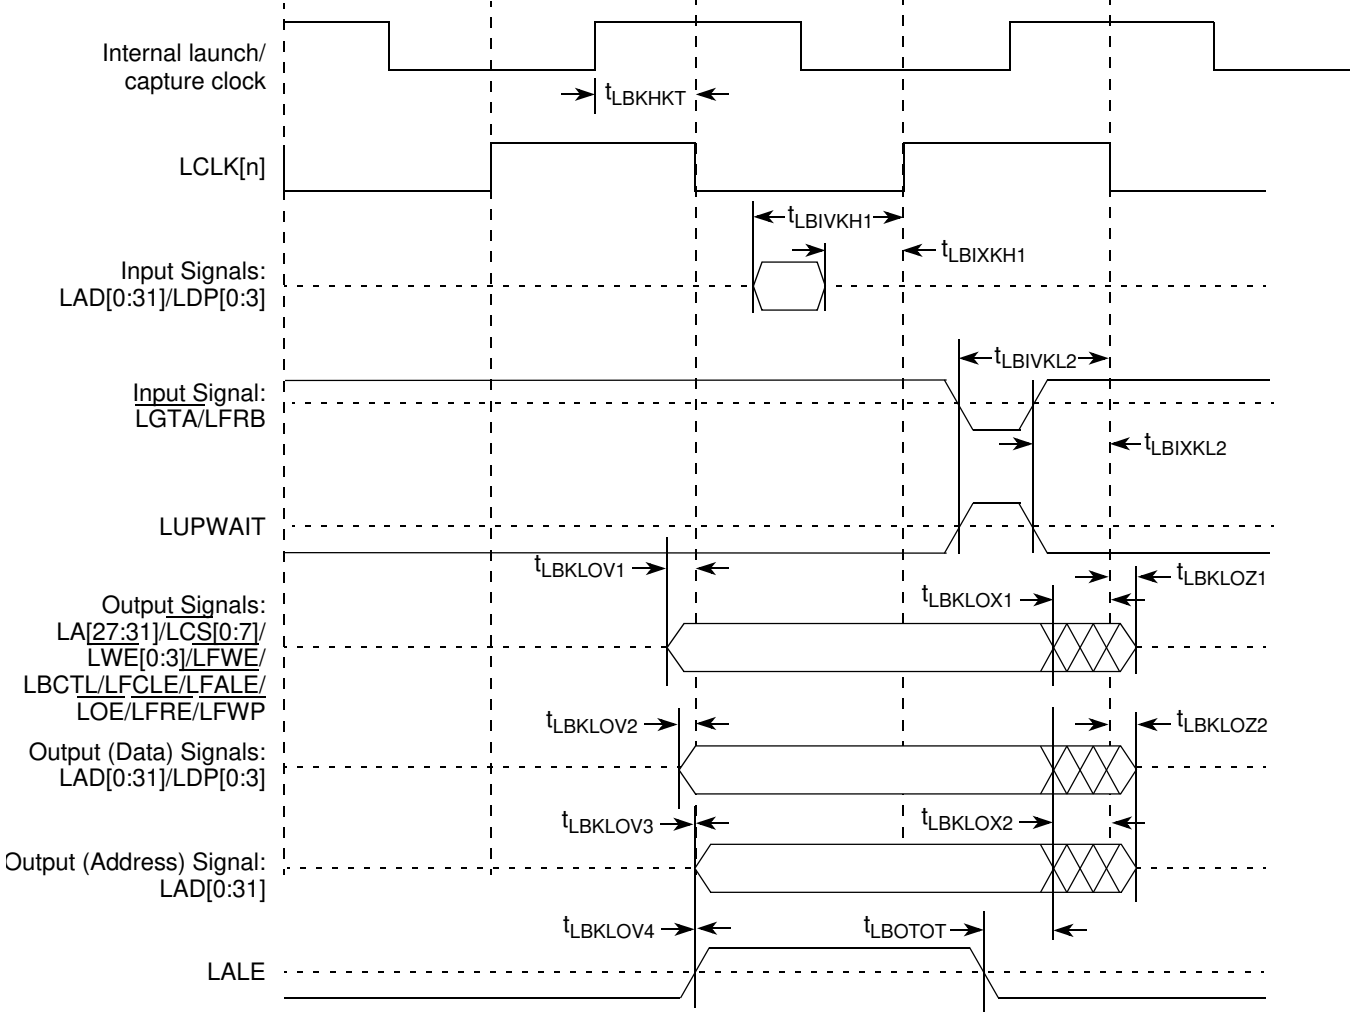 Internal launch/
capture clock
tLBKHKT
LCLK[n]
tLBIVKH1
tLBIXKH1
Input Signals:
LAD[0:31]/LDP[0:3]
tLBIVKL2
Input Signal:
LGTA/LFRB
tLBIXKL2
LUPWAIT
tLBKLOV1
tLBKLOZ1
tLBKLOX1
Output Signals:
LA[27:31]/LCS[0:7]/
LWE[0:3]/LFWE/
LBCTL/LFCLE/LFALE/
LOE/LFRE/LFWP
tLBKLOV2
tLBKLOZ2
Output (Data) Signals:
LAD[0:31]/LDP[0:3]
tLBKLOV3
tLBKLOX2
Output (Address) Signal:
LAD[0:31]
tLBKLOV4
tLBOTOT
LALE